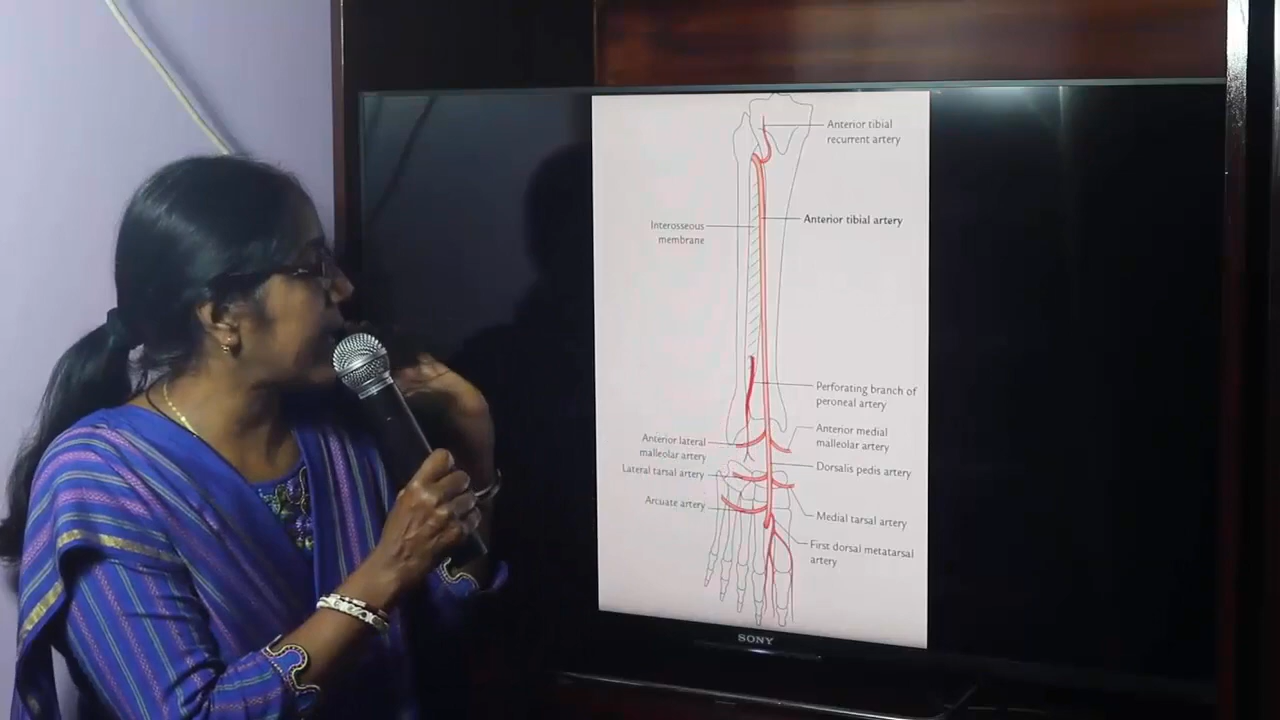 Anterior tibial
recurrent artery
Anterior tibial artery
Interosseous
membrane
Perforating branch of
peroneal artery
Anterior medial
malleolar artery
Anterior lateral
malleolar artery
Dorsalis pedis artery
Lateral tarsal artery
Arcuate artery
Medial tarsal artery
First dorsal metatarsal
artery
SONY